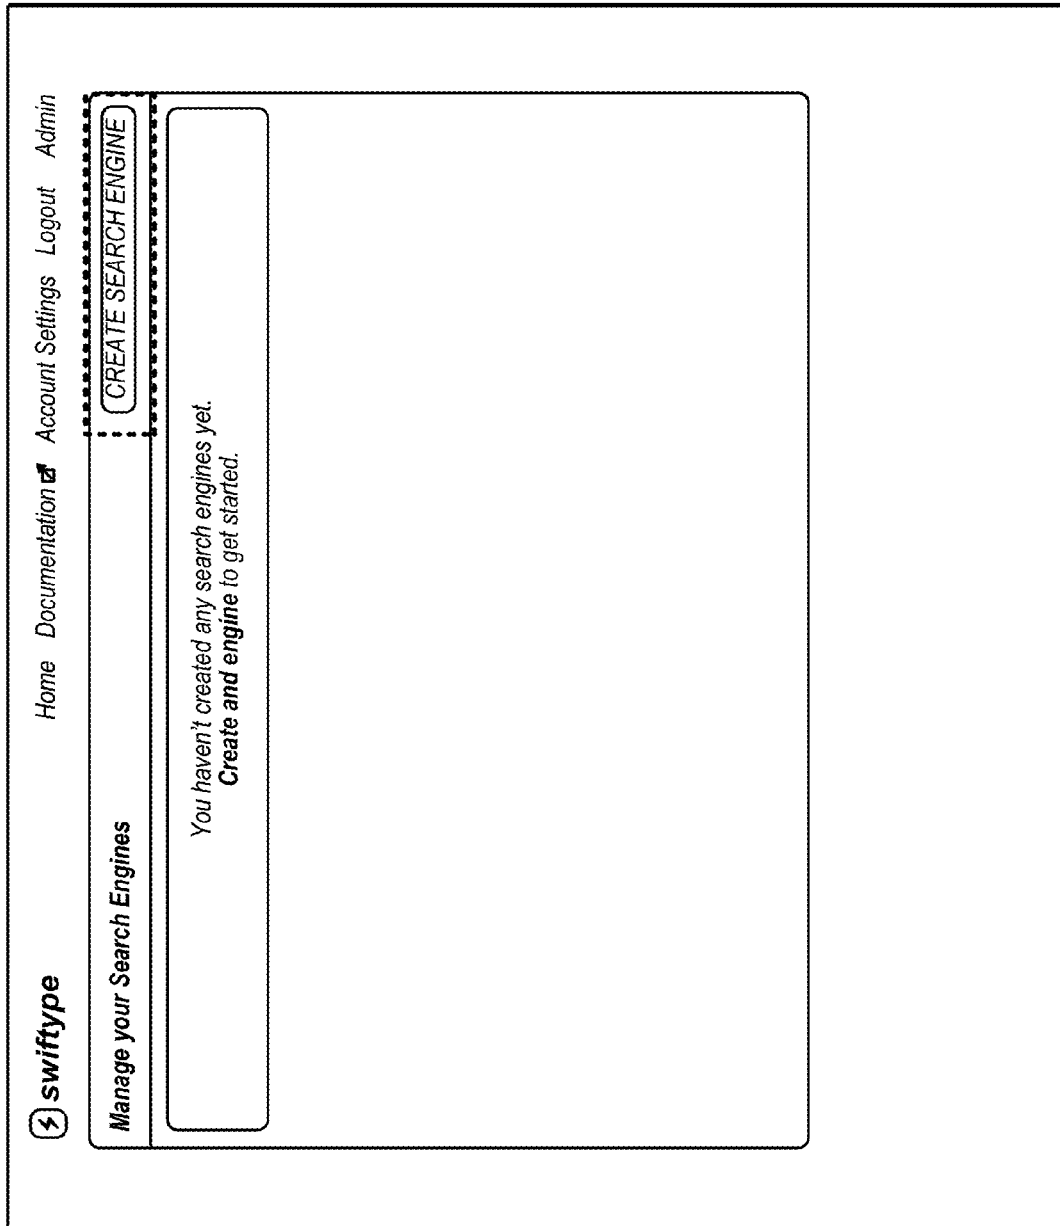 swiftype
Home Documentation Account Settings Logout Admin
Manage your Search Engines
CREATE SEARCH ENGINE
You haven't created any search engines yet.
Create and engine to get started.